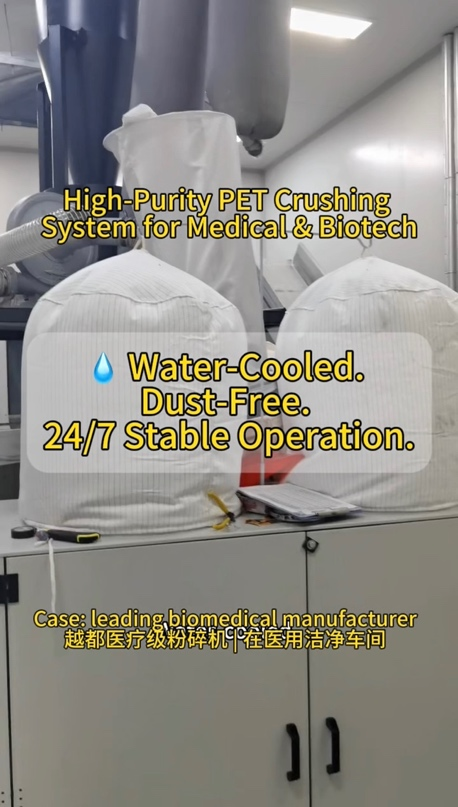 High-Purity PET Crushing
System for Medical & Biotech
💧 Water-Cooled.
Dust-Free.
24/7 Stable Operation.
Case: leading biomedical manufacturer
越都医疗级粉碎机 | 在医用洁净车间